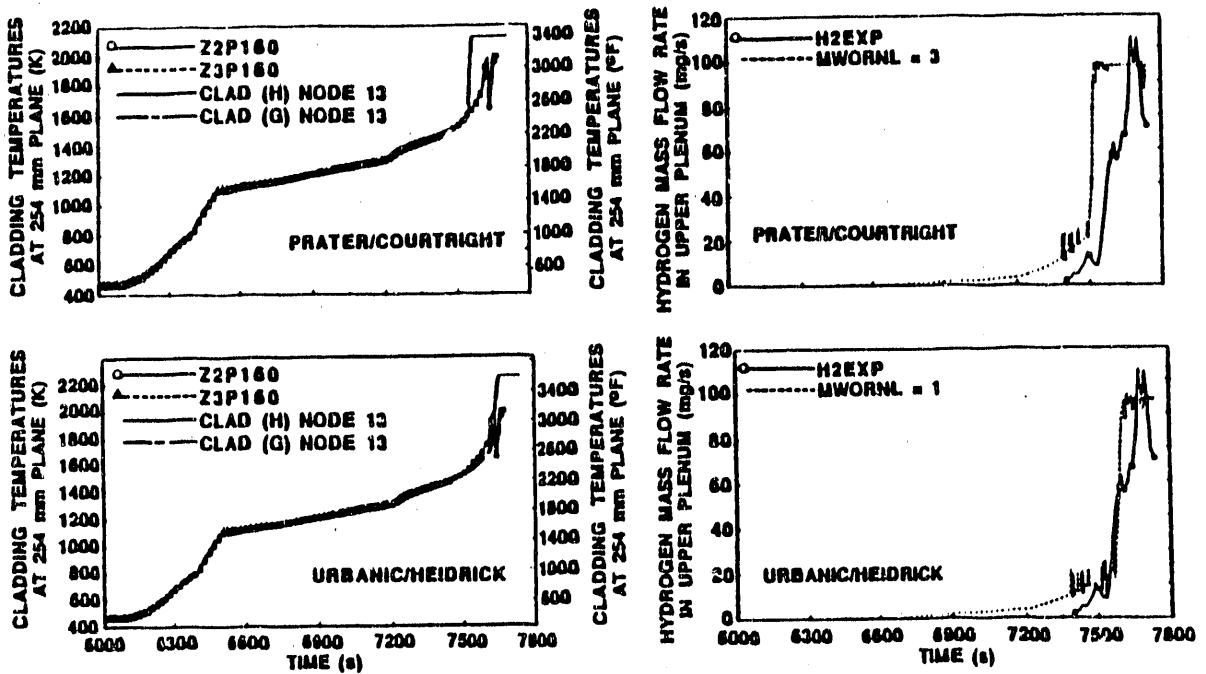 CLADDING TEMPERATURES
AT 254 mm PLANE (K)
2200
2000
1800
1600
1400
1200
1000
800
600
400
Z2P160
Z3P160
CLAD (H) NODE 13
CLAD (G) NODE 13
PRATER/COURTRIGHT
3400
3000
2600
2200
1800
1400
1000
600
CLADDING TEMPERATURES
AT 254 mm PLANE (ºF)
HYDROGEN MASS FLOW RATE
IN UPPER PLENUM (mg/s)
120
100
80
60
40
20
0
H2EXP
MWORNL = 3
PRATER/COURTRIGHT
CLADDING TEMPERATURES
AT 254 mm PLANE (K)
2200
2000
1800
1600
1400
1200
1000
800
600
400
Z2P160
Z3P160
CLAD (H) NODE 13
CLAD (G) NODE 13
URBANIC/HEIDRICK
3400
3000
2600
2200
1800
1400
1000
600
CLADDING TEMPERATURES
AT 254 mm PLANE (ºF)
6000 6300 6600 6900 7200 7500 7800
TIME (s)
HYDROGEN MASS FLOW RATE
IN UPPER PLENUM (mg/s)
120
100
80
60
40
20
0
H2EXP
MWORNL = 1
URBANIC/HEIDRICK
6000 6300 6600 6900 7200 7500 7800
TIME (s)